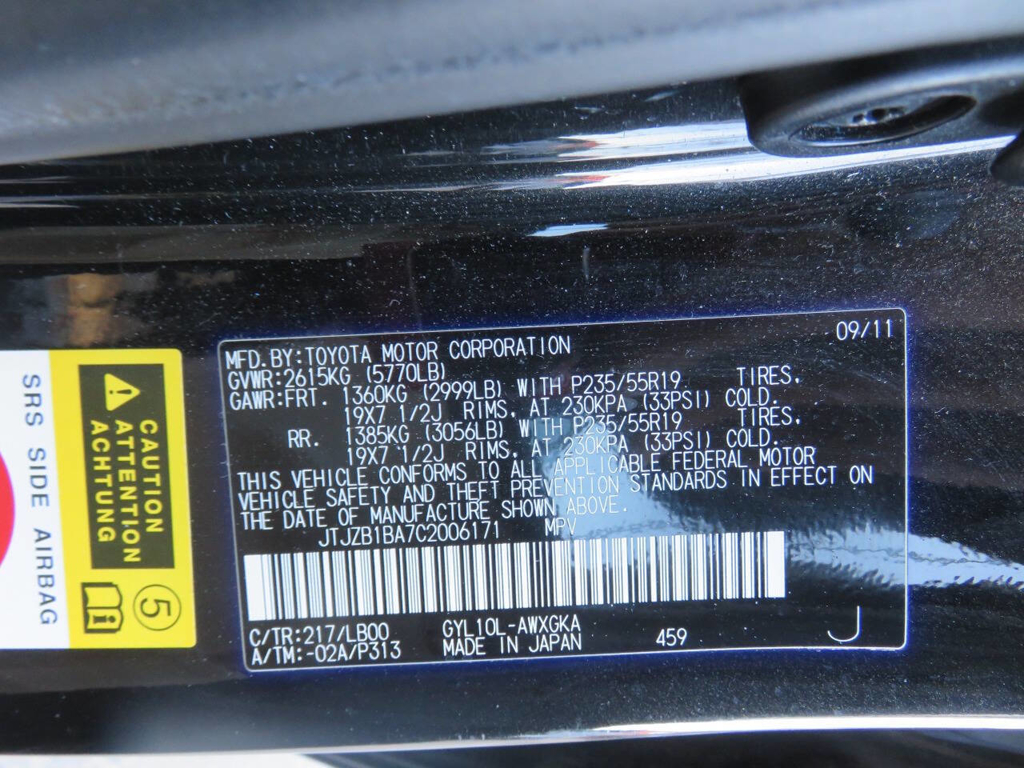 09/11
MFD.BY:TOYOTA MOTOR CORPORATION
GVWR:2615KG (5770LB)
GAWR:FRT. 1360KG (2999LB) WITH P235/55R19 TIRES.
19X7 1/2J RIMS. AT 230KPA (33PSI) COLD.
RR. 1385KG (3056LB) WITH P235/55R19 TIRES.
19X7 1/2J RIMS. AT 230KPA (33PSI) COLD.
THIS VEHICLE CONFORMS TO ALL APPLICABLE FEDERAL MOTOR
VEHICLE SAFETY AND THEFT PREVENTION STANDARDS IN EFFECT ON
THE DATE OF MANUFACTURE SHOWN ABOVE.
JTJZB1BA7C2006171 MPV
C/TR:217/LB00 GYL10L-AWXGKA
A/TM:-02A/P313 MADE IN JAPAN 459 J
CAUTION
ATTENTION
ACHTUNG
5
SRS SIDE AIRBAG